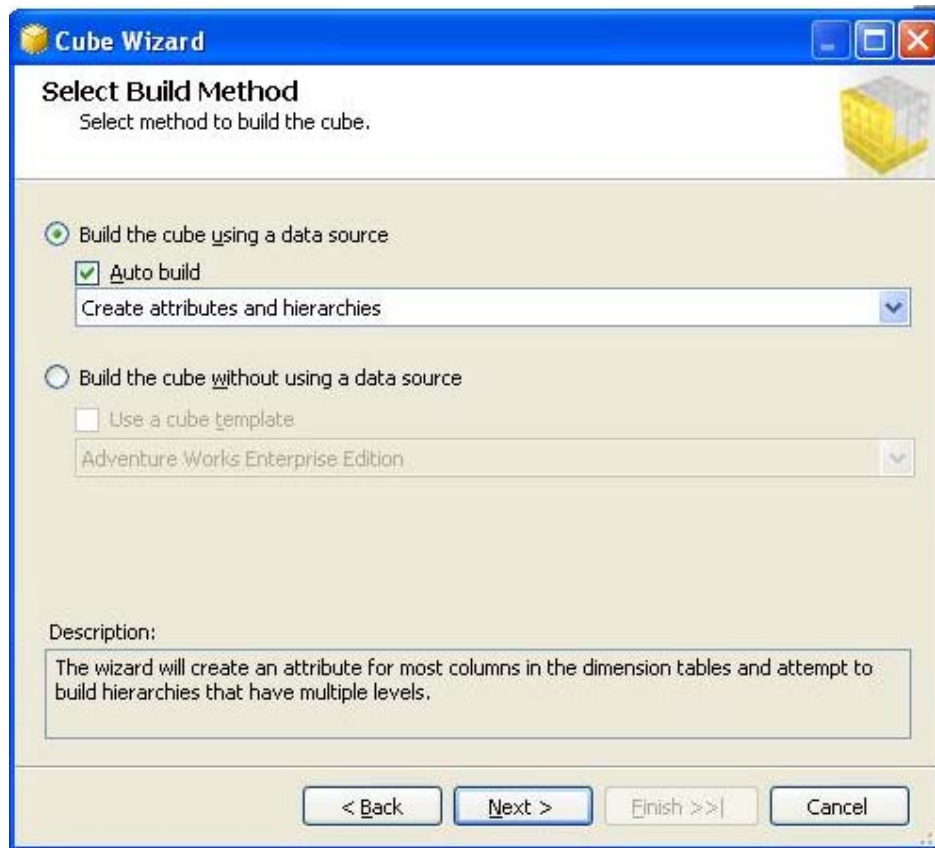 Cube Wizard
Select Build Method
Select method to build the cube.
Build the cube using a data source
Auto build
Create attributes and hierarchies
Build the cube without using a data source
Use a cube template
Adventure Works Enterprise Edition
Description:
The wizard will create an attribute for most columns in the dimension tables and attempt to
build hierarchies that have multiple levels.
< Back Next > Finish >>| Cancel